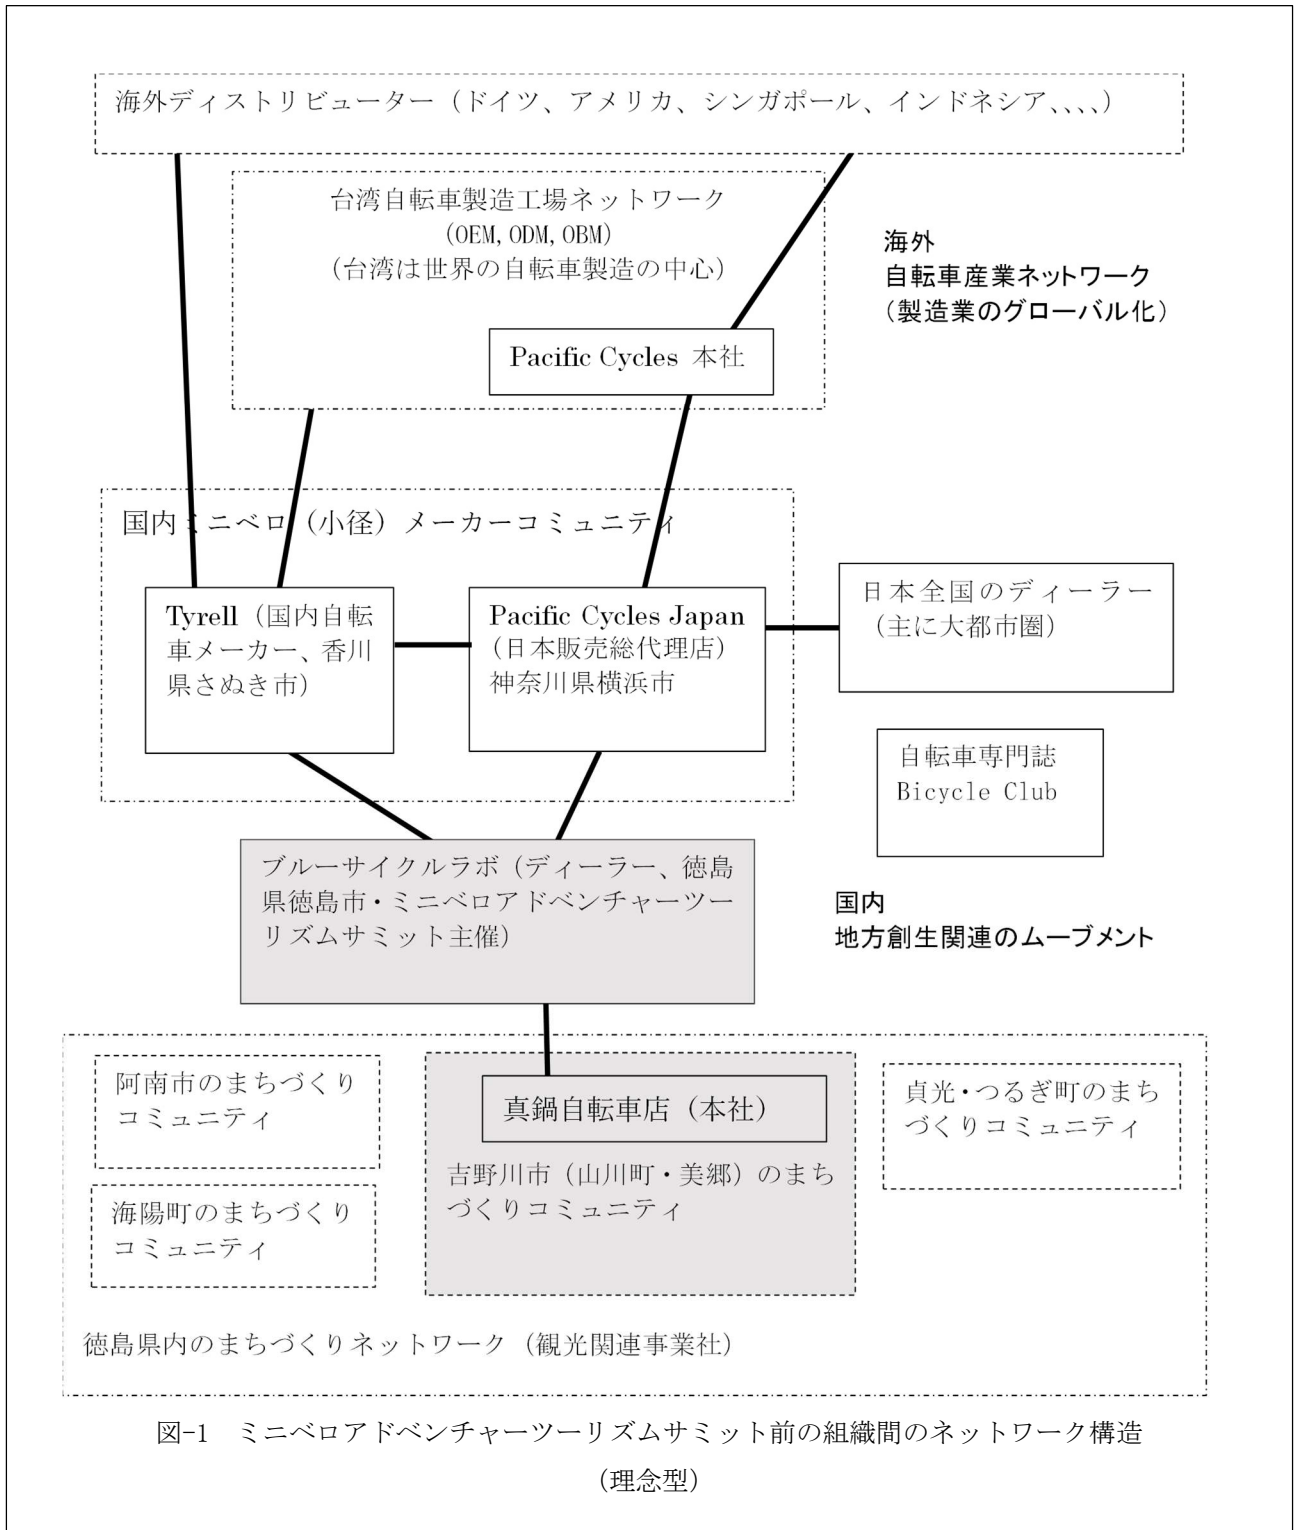 海外ディストリビューター（ドイツ、アメリカ、シンガポール、インドネシア、、、、）
台湾自転車製造工場ネットワーク
（OEM, ODM, OBM）
（台湾は世界の自転車製造の中心）
海外
自転車産業ネットワーク
（製造業のグローバル化）
Pacific Cycles 本社
国内ミニベロ（小径）メーカーコミュニティ
Tyrell（国内自転
車メーカー、香川
県さぬき市）
Pacific Cycles Japan
（日本販売総代理店）
神奈川県横浜市
日本全国のディーラー
（主に大都市圏）
自転車専門誌
Bicycle Club
ブルーサイクルラボ（ディーラー、徳島
県徳島市・ミニベロアドベンチャーツー
リズムサミット主催）
国内
地方創生関連のムーブメント
阿南市のまちづくり
コミュニティ
真鍋自転車店（本社）
吉野川市（山川町・美郷）のまち
づくりコミュニティ
貞光・つるぎ町のまち
づくりコミュニティ
海陽町のまちづくり
コミュニティ
徳島県内のまちづくりネットワーク（観光関連事業社）
図-1　ミニベロアドベンチャーツーリズムサミット前の組織間のネットワーク構造
（理念型）